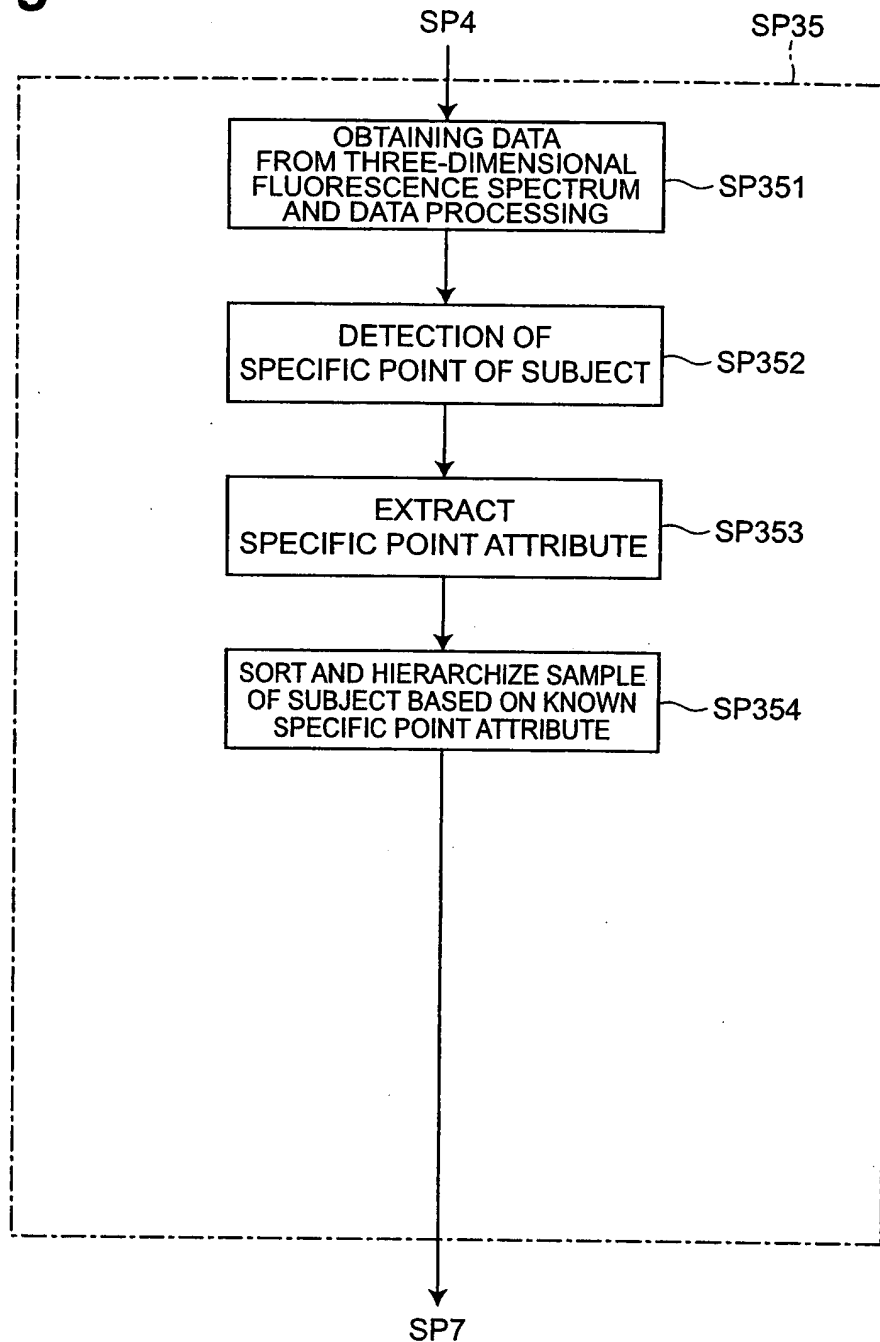 SP4
SP35
OBTAINING DATA
FROM THREE-DIMENSIONAL
FLUORESCENCE SPECTRUM
AND DATA PROCESSING
SP351
DETECTION OF
SPECIFIC POINT OF SUBJECT
SP352
EXTRACT
SPECIFIC POINT ATTRIBUTE
SP353
SORT AND HIERARCHIZE SAMPLE
OF SUBJECT BASED ON KNOWN
SPECIFIC POINT ATTRIBUTE
SP354
SP7